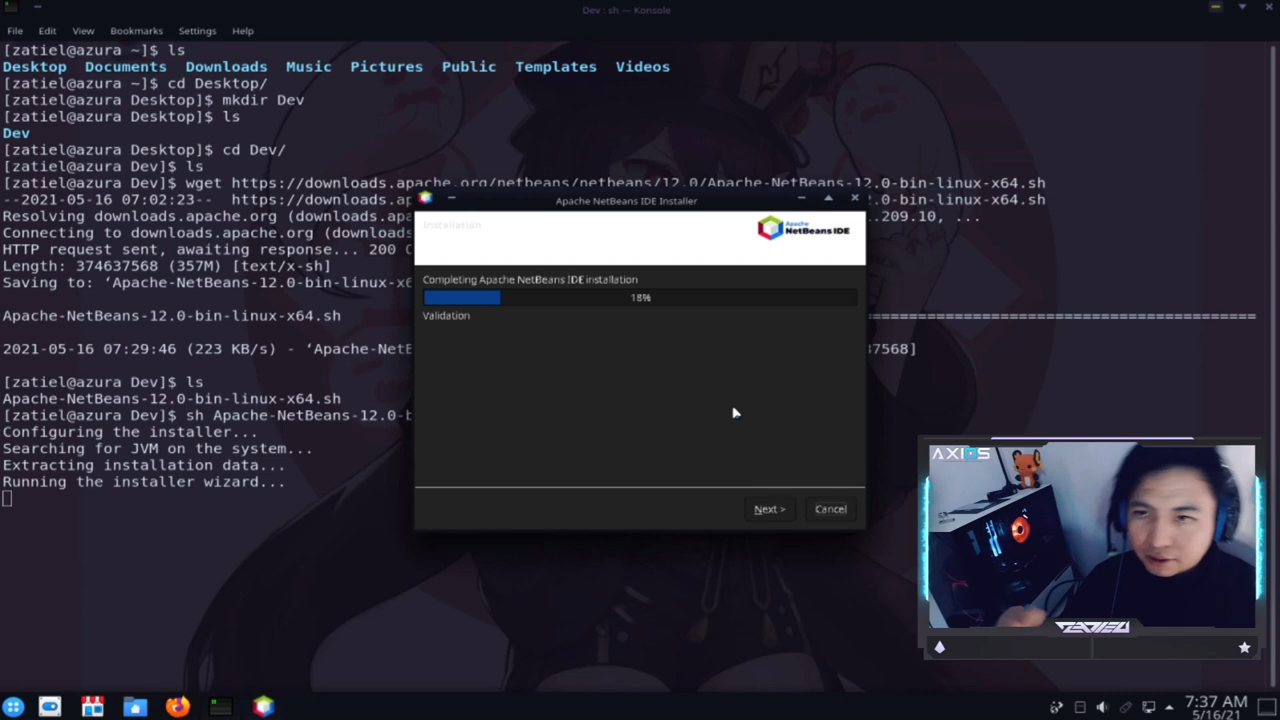 Dev : sh — Konsole
File Edit View Bookmarks Settings Help
[zatiel@azura ~]$ ls
Desktop Documents Downloads Music Pictures Public Templates Videos
[zatiel@azura ~]$ cd Desktop/
[zatiel@azura Desktop]$ mkdir Dev
[zatiel@azura Desktop]$ ls
Dev
[zatiel@azura Desktop]$ cd Dev/
[zatiel@azura Dev]$ ls
[zatiel@azura Dev]$ wget https://downloads.apache.org/netbeans/netbeans/12.0/Apache-NetBeans-12.0-bin-linux-x64.sh
--2021-05-16 07:02:23-- https://downloads.apa s-12.0-bin-linux-x64.sh
Resolving downloads.apache.org (downloads.apa .209.10, ...
Connecting to downloads.apache.org (downloads
HTTP request sent, awaiting response... 200
Length: 374637568 (357M) [text/x-sh]
Saving to: ‘Apache-NetBeans-12.0-bin-linux-x
Apache-NetBeans-12.0-bin-linux-x64.sh
2021-05-16 07:29:46 (223 KB/s) - ‘Apache-Net 7568]
[zatiel@azura Dev]$ ls
Apache-NetBeans-12.0-bin-linux-x64.sh
[zatiel@azura Dev]$ sh Apache-NetBeans-12.0-b
Configuring the installer...
Searching for JVM on the system...
Extracting installation data...
Running the installer wizard...
Apache NetBeans IDE Installer
Installation
Apache
NetBeans IDE
Completing Apache NetBeans IDE installation
18%
Validation
Next >
Cancel
AXIOS
ZATIEL
7:37 AM
5/16/21